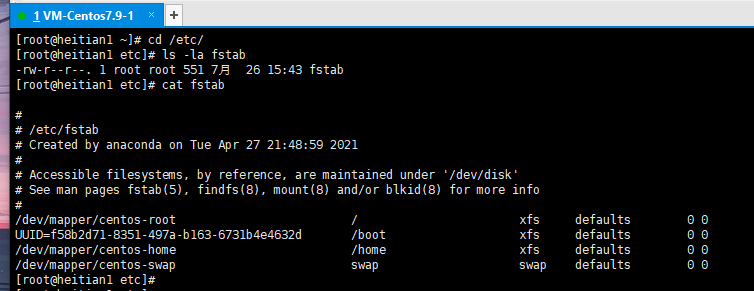 1 VM-Centos7.9-1 × +
[root@heitian1 ~]# cd /etc/
[root@heitian1 etc]# ls -la fstab
-rw-r--r--. 1 root root 551 7月  26 15:43 fstab
[root@heitian1 etc]# cat fstab
#
# /etc/fstab
# Created by anaconda on Tue Apr 27 21:48:59 2021
#
# Accessible filesystems, by reference, are maintained under '/dev/disk'
# See man pages fstab(5), findfs(8), mount(8) and/or blkid(8) for more info
#
/dev/mapper/centos-root / xfs defaults 0 0
UUID=f58b2d71-8351-497a-b163-6731b4e4632d /boot xfs defaults 0 0
/dev/mapper/centos-home /home xfs defaults 0 0
/dev/mapper/centos-swap swap swap defaults 0 0
[root@heitian1 etc]#